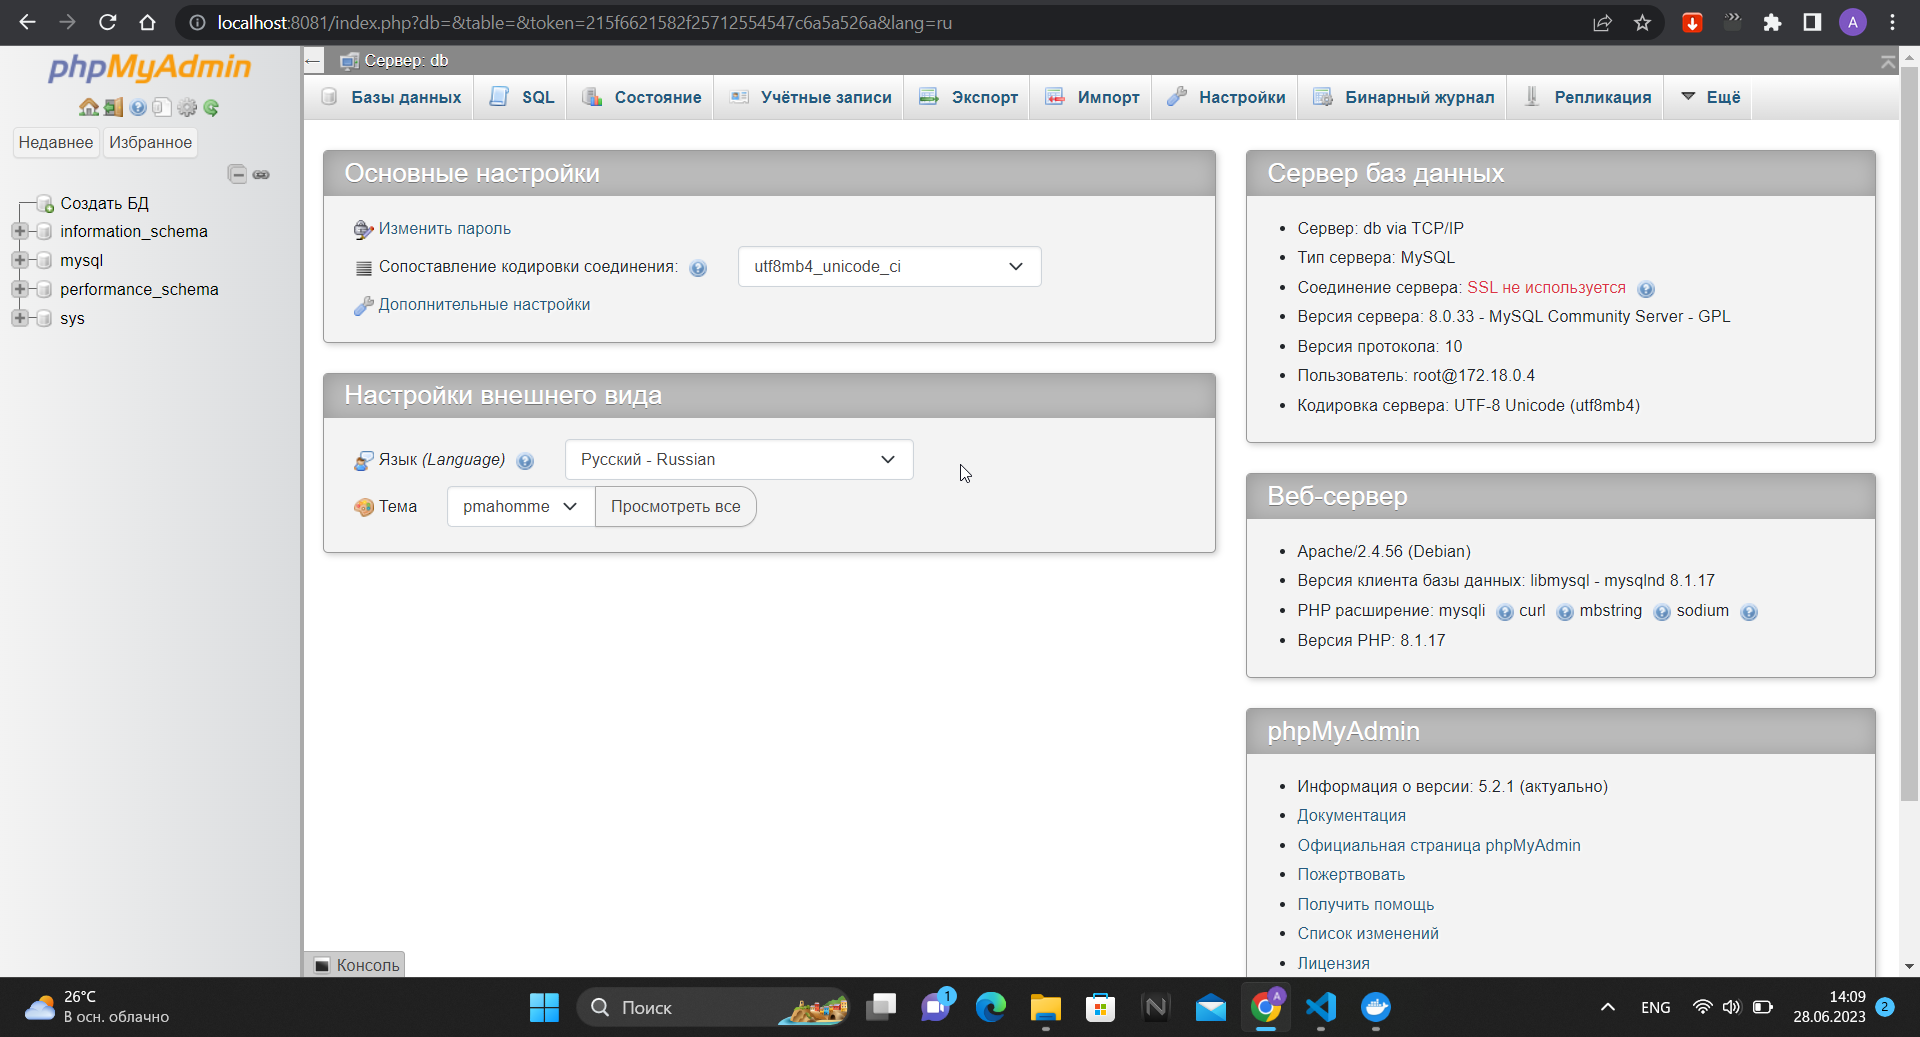 localhost:8081/index.php?db=&table=&token=215f6621582f25712554547c6a5a526a&lang=ru
A
phpMyAdmin
Недавнее Избранное
Создать БД
information_schema
mysql
performance_schema
sys
Сервер: db
Базы данных SQL Состояние Учётные записи Экспорт Импорт Настройки Бинарный журнал Репликация Ещё
Основные настройки
Изменить пароль
Сопоставление кодировки соединения: utf8mb4_unicode_ci
Дополнительные настройки
Настройки внешнего вида
Язык (Language) Русский - Russian
Тема pmahomme Просмотреть все
Сервер баз данных
Сервер: db via TCP/IP
Тип сервера: MySQL
Соединение сервера: SSL не используется
Версия сервера: 8.0.33 - MySQL Community Server - GPL
Версия протокола: 10
Пользователь: root@172.18.0.4
Кодировка сервера: UTF-8 Unicode (utf8mb4)
Веб-сервер
Apache/2.4.56 (Debian)
Версия клиента базы данных: libmysql - mysqlnd 8.1.17
PHP расширение: mysqli curl mbstring sodium
Версия PHP: 8.1.17
phpMyAdmin
Информация о версии: 5.2.1 (актуально)
Документация
Официальная страница phpMyAdmin
Пожертвовать
Получить помощь
Список изменений
Лицензия
Консоль
26°C
В осн. облачно
Поиск
1
N
A
ENG
14:09
28.06.2023
2